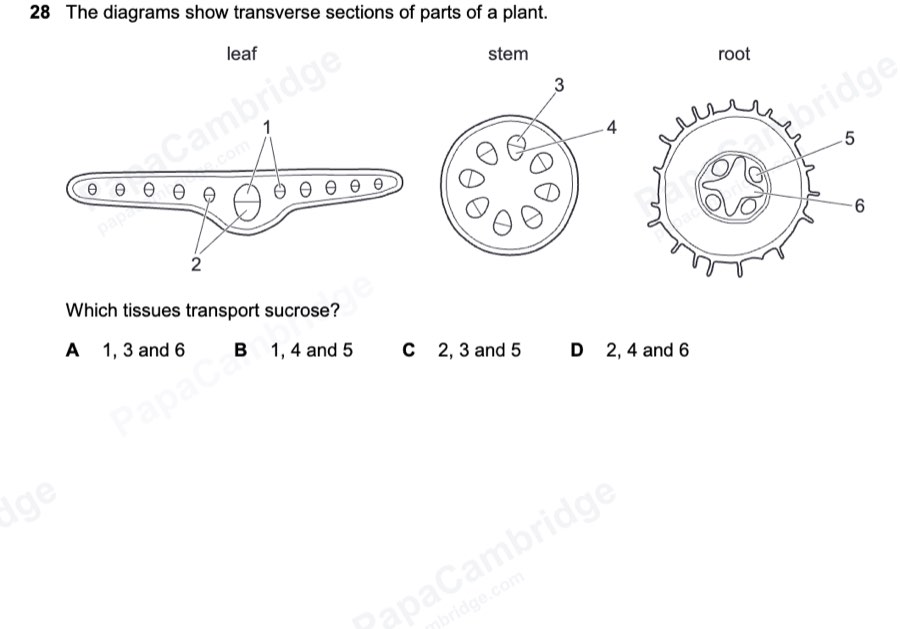 28 The diagrams show transverse sections of parts of a plant.
leaf stem root
3
1 4 5
6
2
Which tissues transport sucrose?
A 1, 3 and 6 B 1, 4 and 5 C 2, 3 and 5 D 2, 4 and 6
PapaCambridge
PapaCambridge
PapaCambridge